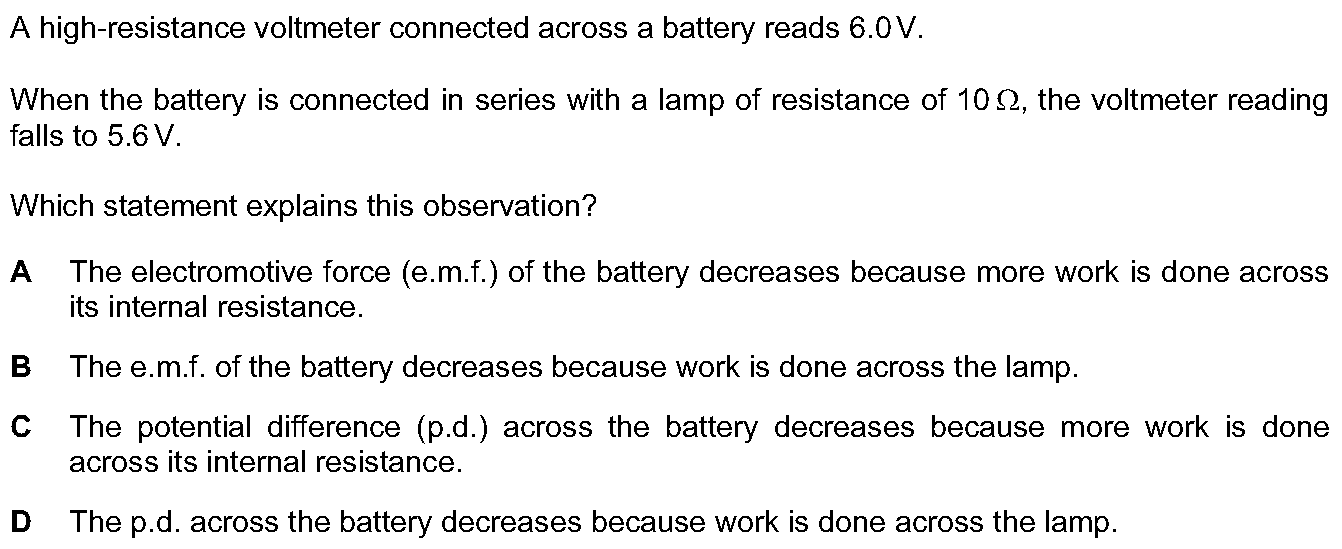 A high-resistance voltmeter connected across a battery reads 6.0 V.
When the battery is connected in series with a lamp of resistance of 10 Ω, the voltmeter reading
falls to 5.6 V.
Which statement explains this observation?
A The electromotive force (e.m.f.) of the battery decreases because more work is done across
its internal resistance.
B The e.m.f. of the battery decreases because work is done across the lamp.
C The potential difference (p.d.) across the battery decreases because more work is done
across its internal resistance.
D The p.d. across the battery decreases because work is done across the lamp.